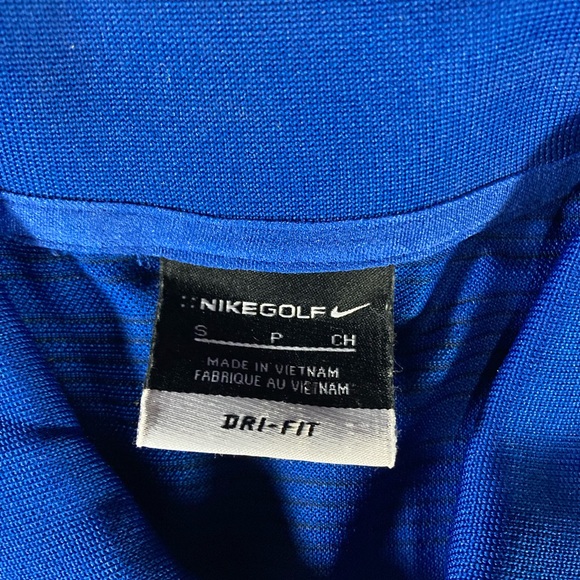 NIKEGOLF
S P CH
MADE IN VIETNAM
FABRIQUE AU VIETNAM
DRI-FIT